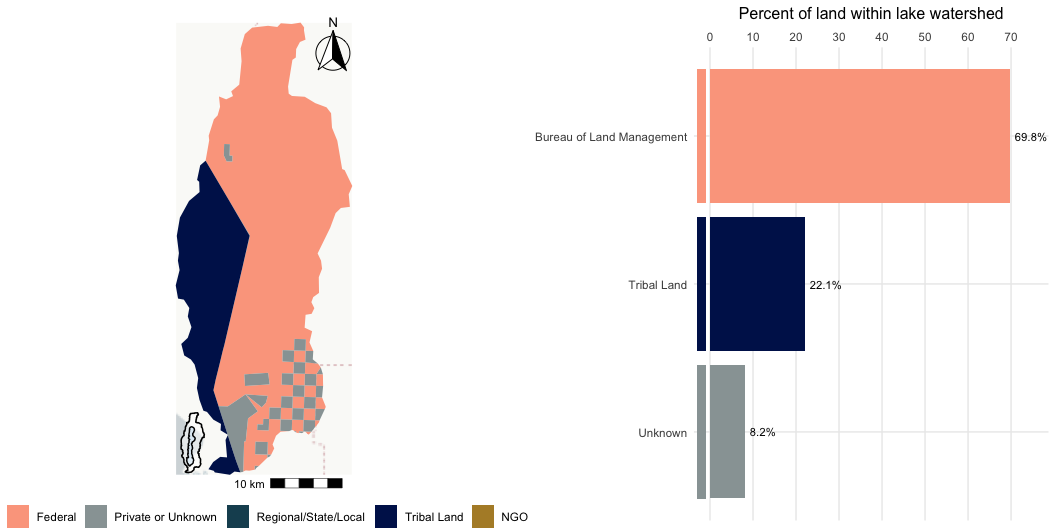 N
10 km
Federal
Private or Unknown
Regional/State/Local
Tribal Land
NGO
Percent of land within lake watershed
0 10 20 30 40 50 60 70
Bureau of Land Management
69.8%
Tribal Land
22.1%
Unknown
8.2%